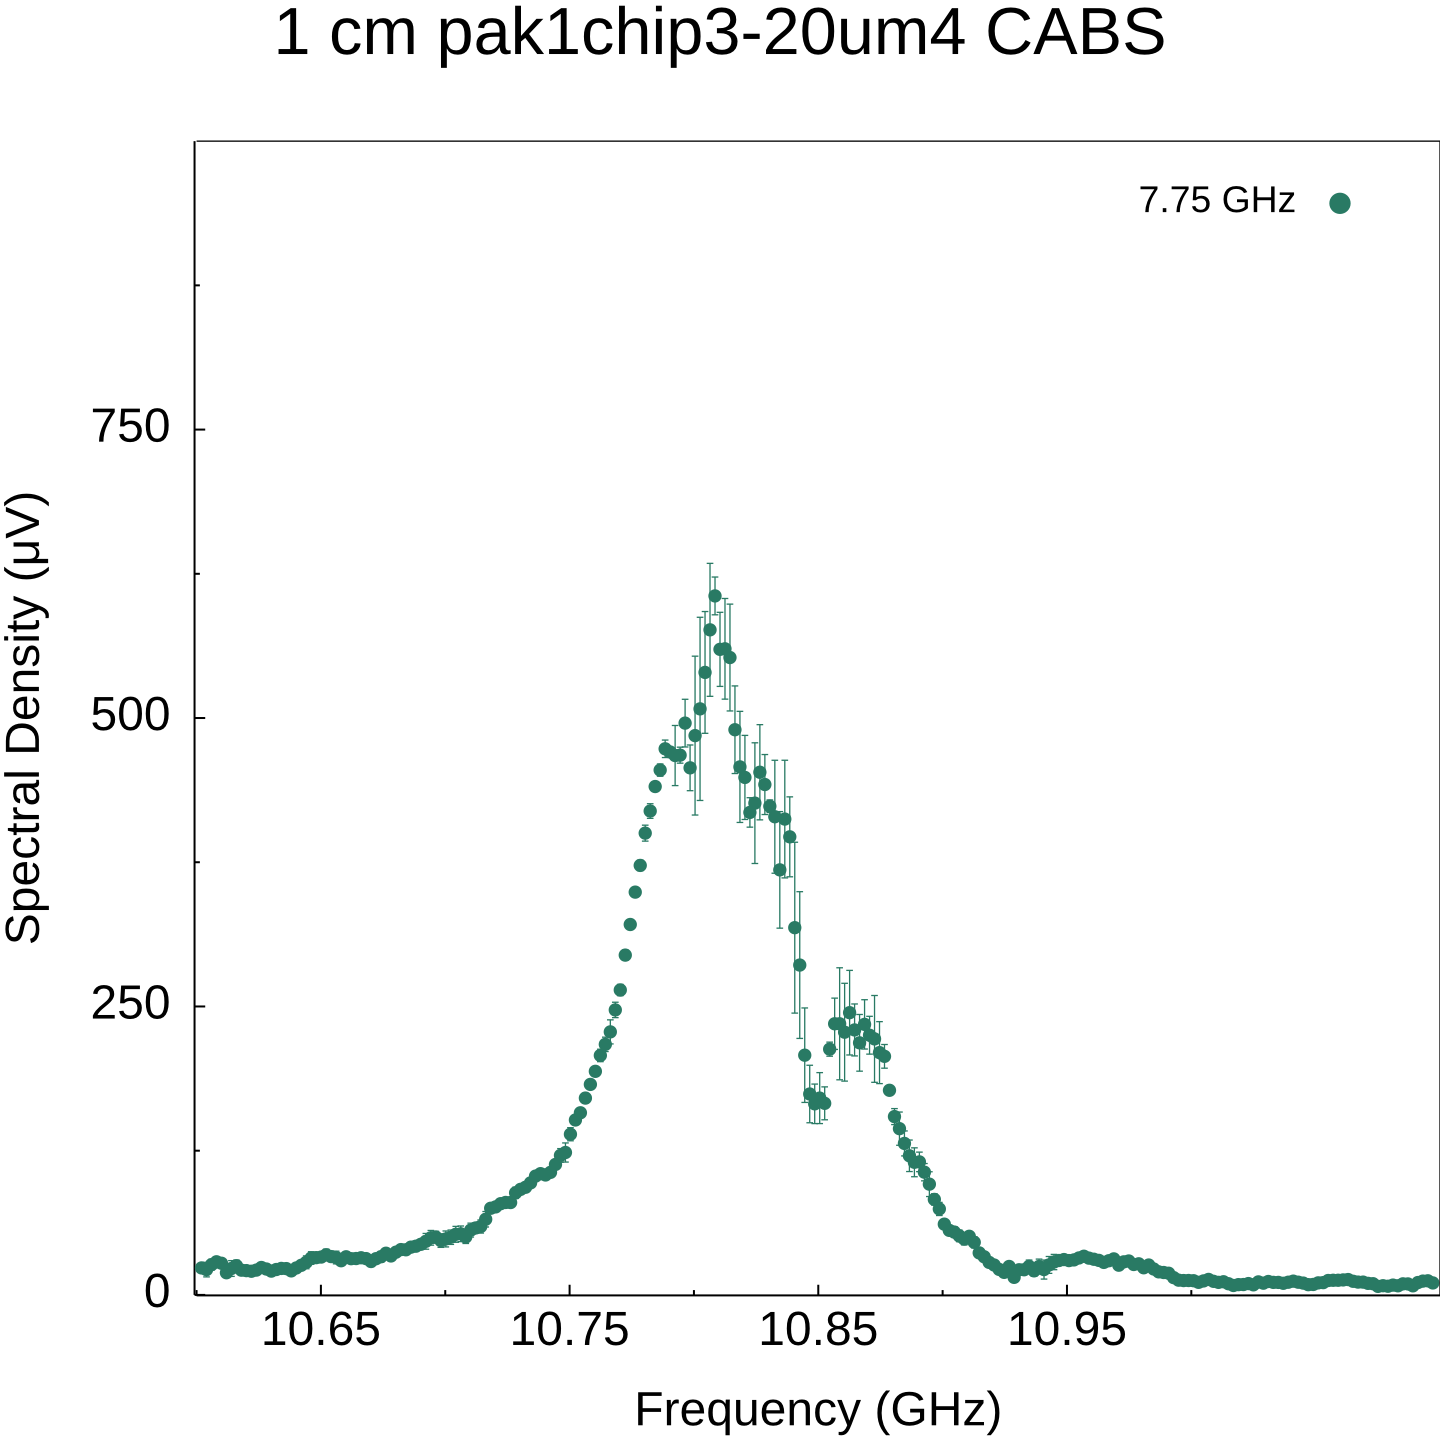 1 cm pak1chip3-20um4 CABS
7.75 GHz
750
500
250
0
Spectral Density (μV)
10.65 10.75 10.85 10.95
Frequency (GHz)